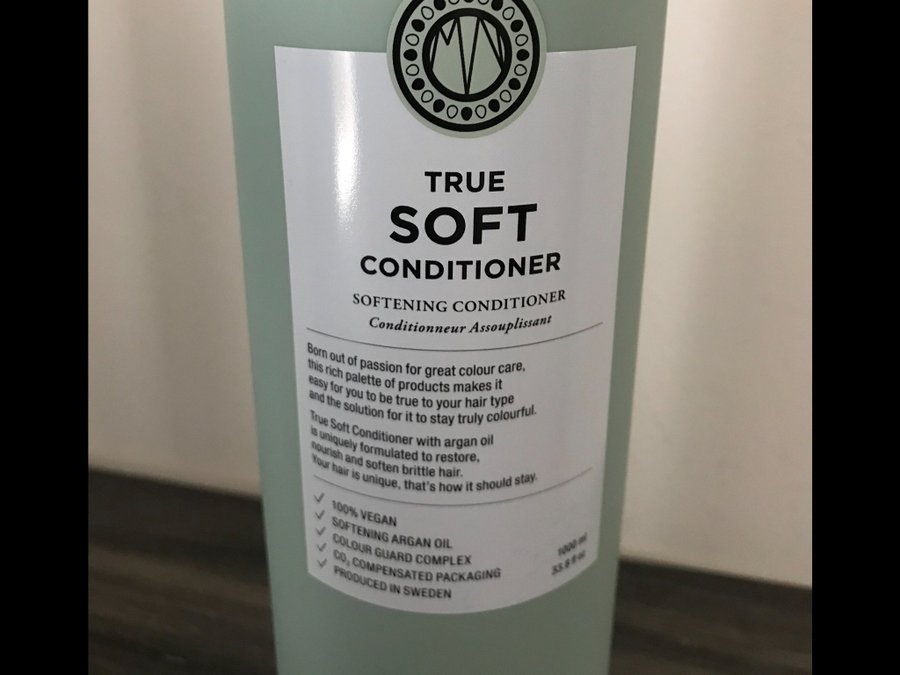 TRUE
SOFT
CONDITIONER
SOFTENING CONDITIONER
Conditionneur Assouplissant
Born out of passion for great colour care,
this rich palette of products makes it
easy for you to be true to your hair type
and the solution for it to stay truly colourful.
True Soft Conditioner with argan oil
is uniquely formulated to restore,
nourish and soften brittle hair.
Your hair is unique, that's how it should stay.
✓ 100% VEGAN
✓ SOFTENING ARGAN OIL
✓ COLOUR GUARD COMPLEX
✓ CO₂ COMPENSATED PACKAGING
✓ PRODUCED IN SWEDEN
1000 ml
33.8 fl oz